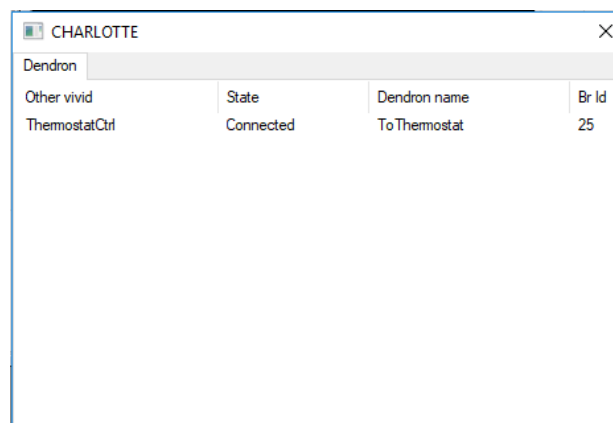 CHARLOTTE
Dendron
Other vivid State Dendron name Br Id
ThermostatCtrl Connected ToThermostat 25